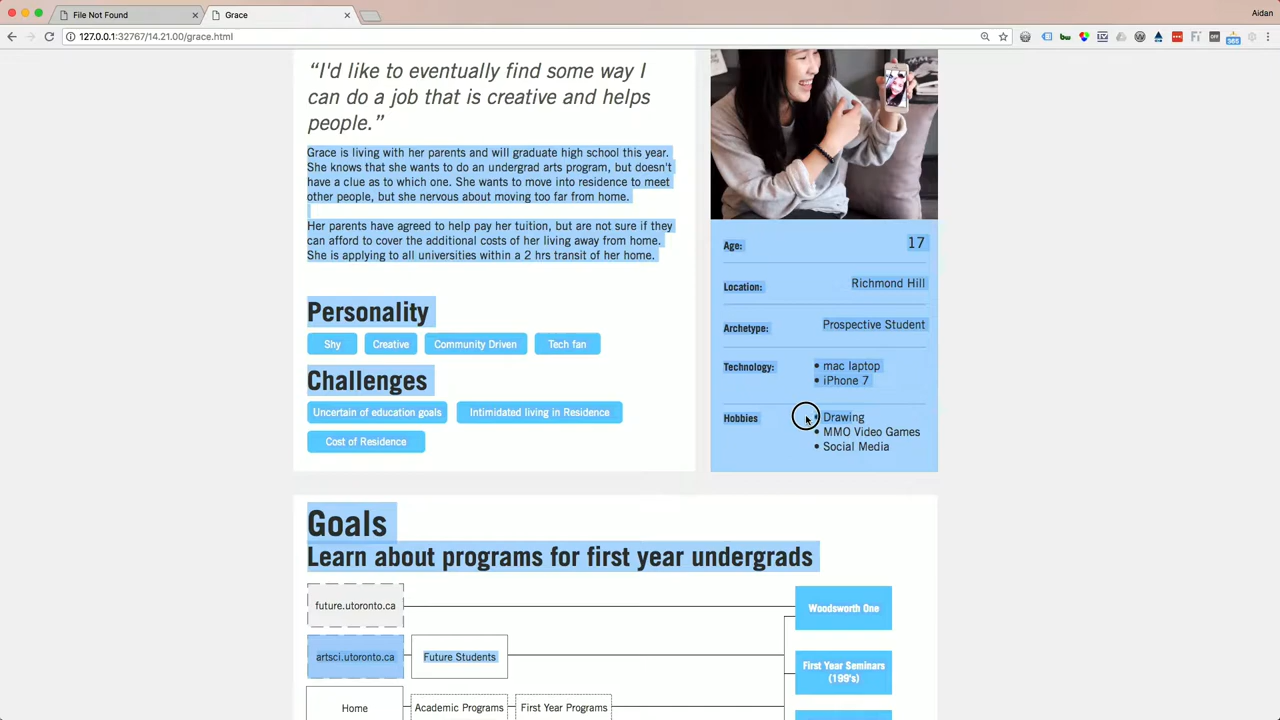 File Not Found
Grace
Aidan
127.0.0.1:32767/14.21.00/grace.html
“I'd like to eventually find some way I
can do a job that is creative and helps
people.”
Grace is living with her parents and will graduate high school this year.
She knows that she wants to do an undergrad arts program, but doesn't
have a clue as to which one. She wants to move into residence to meet
other people, but she nervous about moving too far from home.
Her parents have agreed to help pay her tuition, but are not sure if they
can afford to cover the additional costs of her living away from home.
She is applying to all universities within a 2 hrs transit of her home.
Personality
Shy
Creative
Community Driven
Tech fan
Challenges
Uncertain of education goals
Intimidated living in Residence
Cost of Residence
Age:
17
Location:
Richmond Hill
Archetype:
Prospective Student
Technology:
• mac laptop
• iPhone 7
Hobbies
• Drawing
• MMO Video Games
• Social Media
Goals
Learn about programs for first year undergrads
future.utoronto.ca
Woodsworth One
artsci.utoronto.ca
Future Students
First Year Seminars
(199's)
Home
Academic Programs
First Year Programs